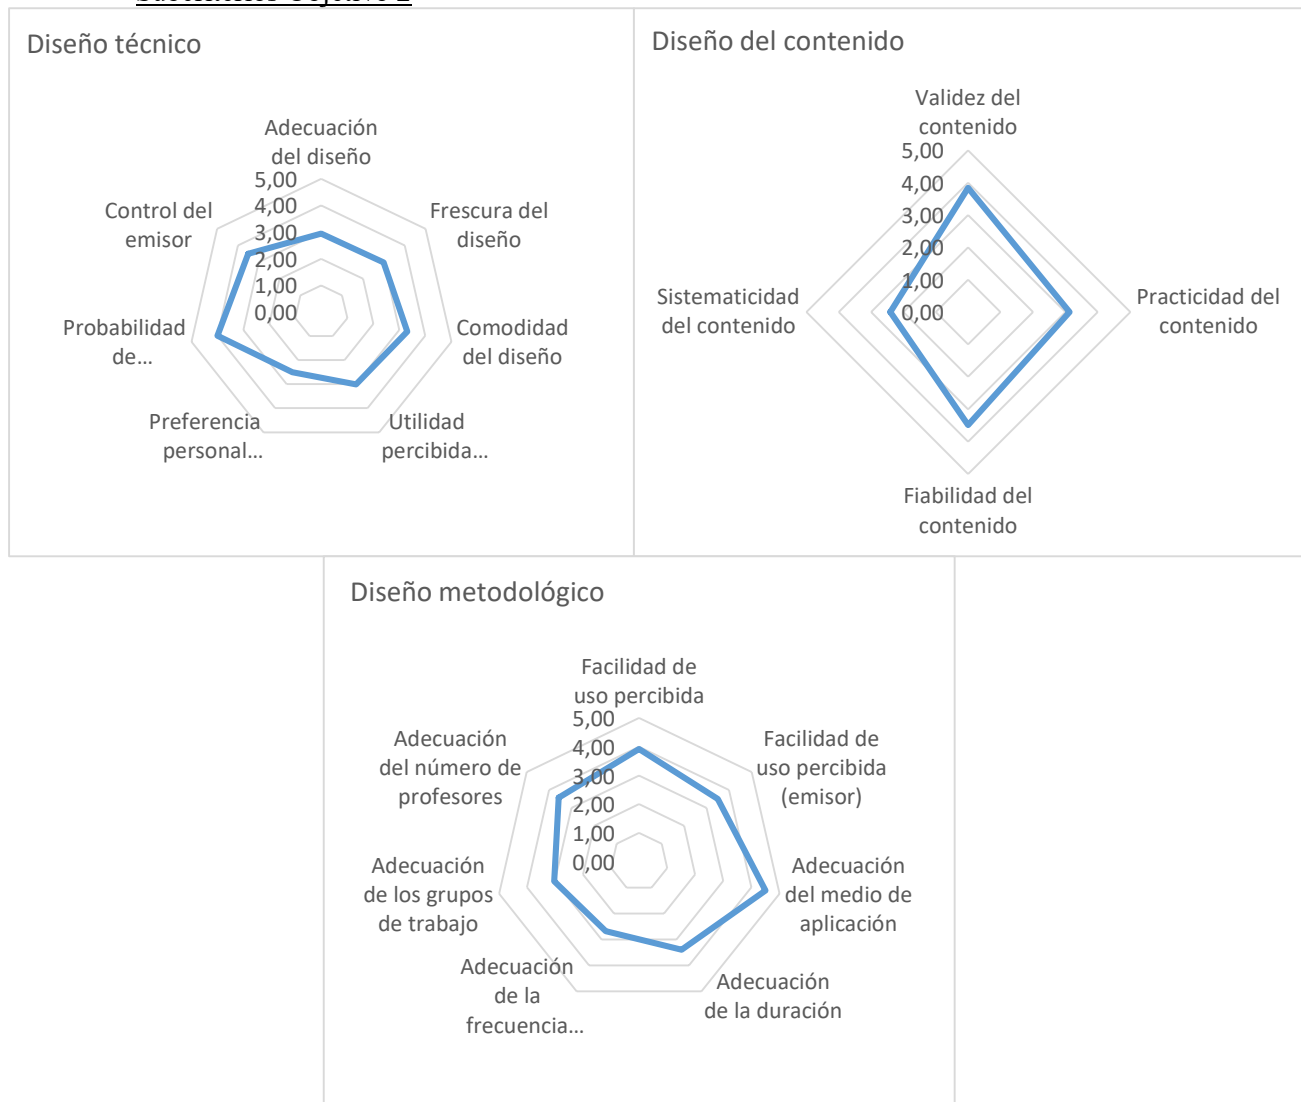 Diseño técnico
Adecuación
del diseño
5,00
4,00
3,00
2,00
1,00
0,00
Frescura del
diseño
Comodidad
del diseño
Utilidad
percibida...
Preferencia
personal...
Probabilidad
de...
Control del
emisor
Diseño del contenido
Validez del
contenido
5,00
4,00
3,00
2,00
1,00
0,00
Practicidad del
contenido
Fiabilidad del
contenido
Sistematicidad
del contenido
Diseño metodológico
Facilidad de
uso percibida
5,00
4,00
3,00
2,00
1,00
0,00
Facilidad de
uso percibida
(emisor)
Adecuación
del medio de
aplicación
Adecuación
de la duración
Adecuación
de la
frecuencia...
Adecuación
de los grupos
de trabajo
Adecuación
del número de
profesores